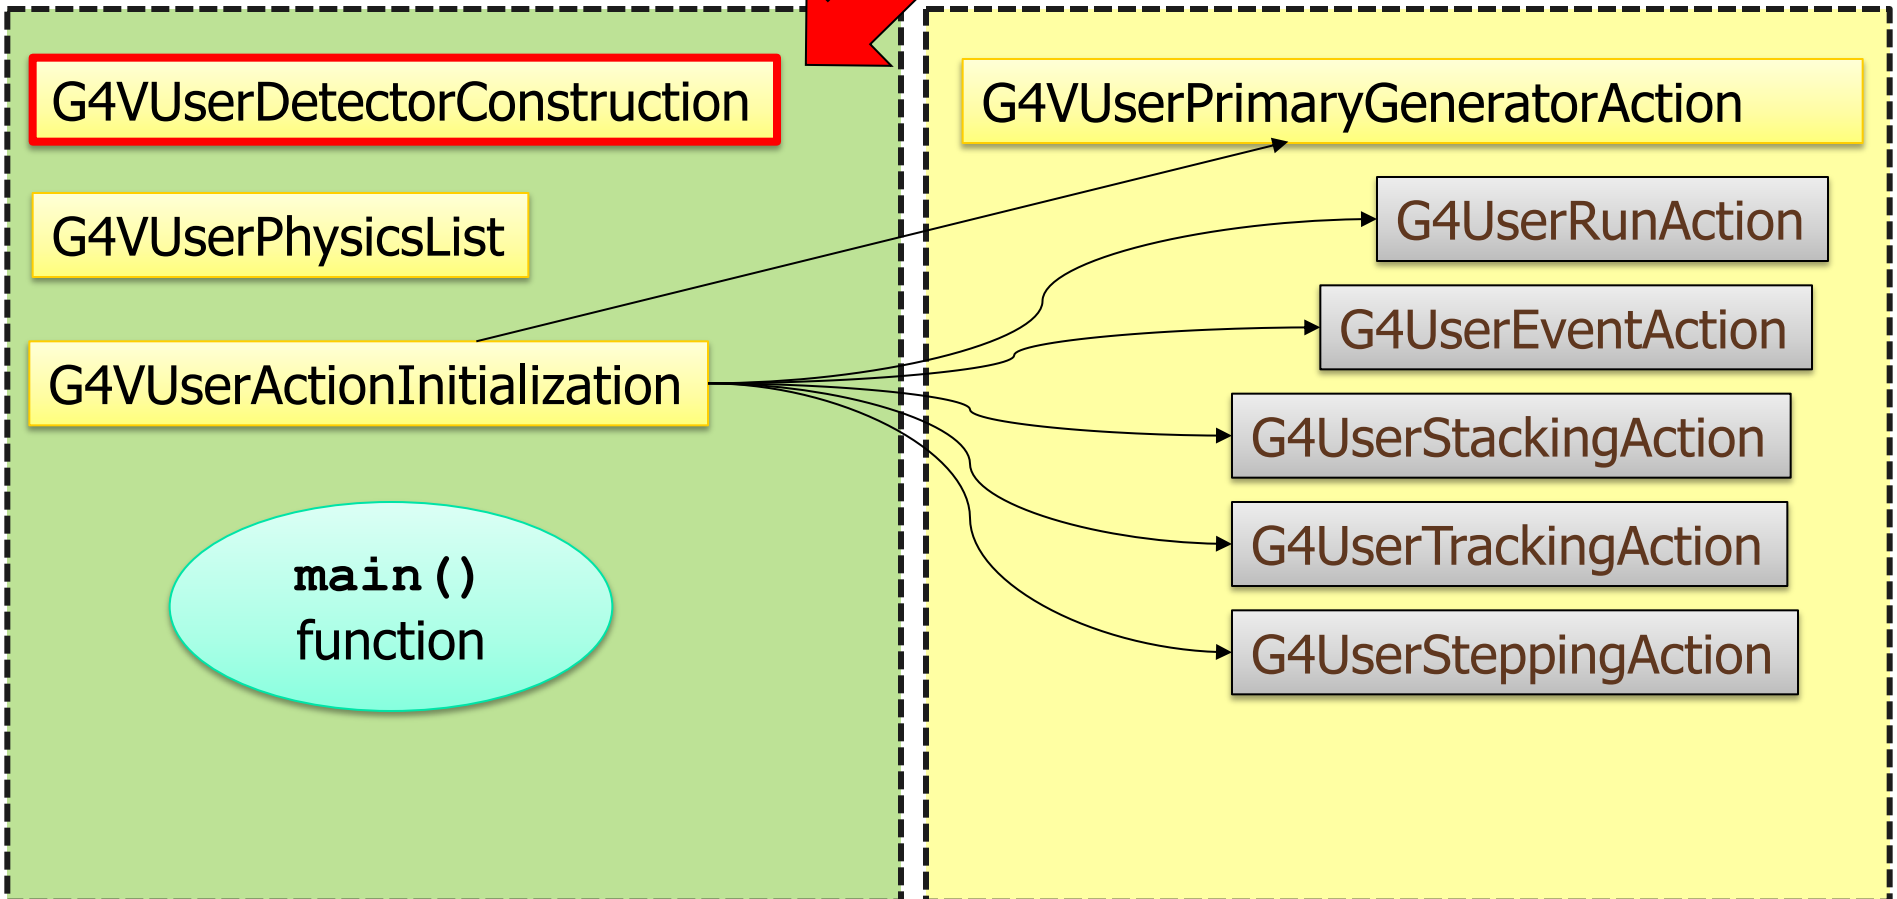 G4VUserDetectorConstruction
G4VUserPhysicsList
G4VUserActionInitialization
main()
function
G4VUserPrimaryGeneratorAction
G4UserRunAction
G4UserEventAction
G4UserStackingAction
G4UserTrackingAction
G4UserSteppingAction